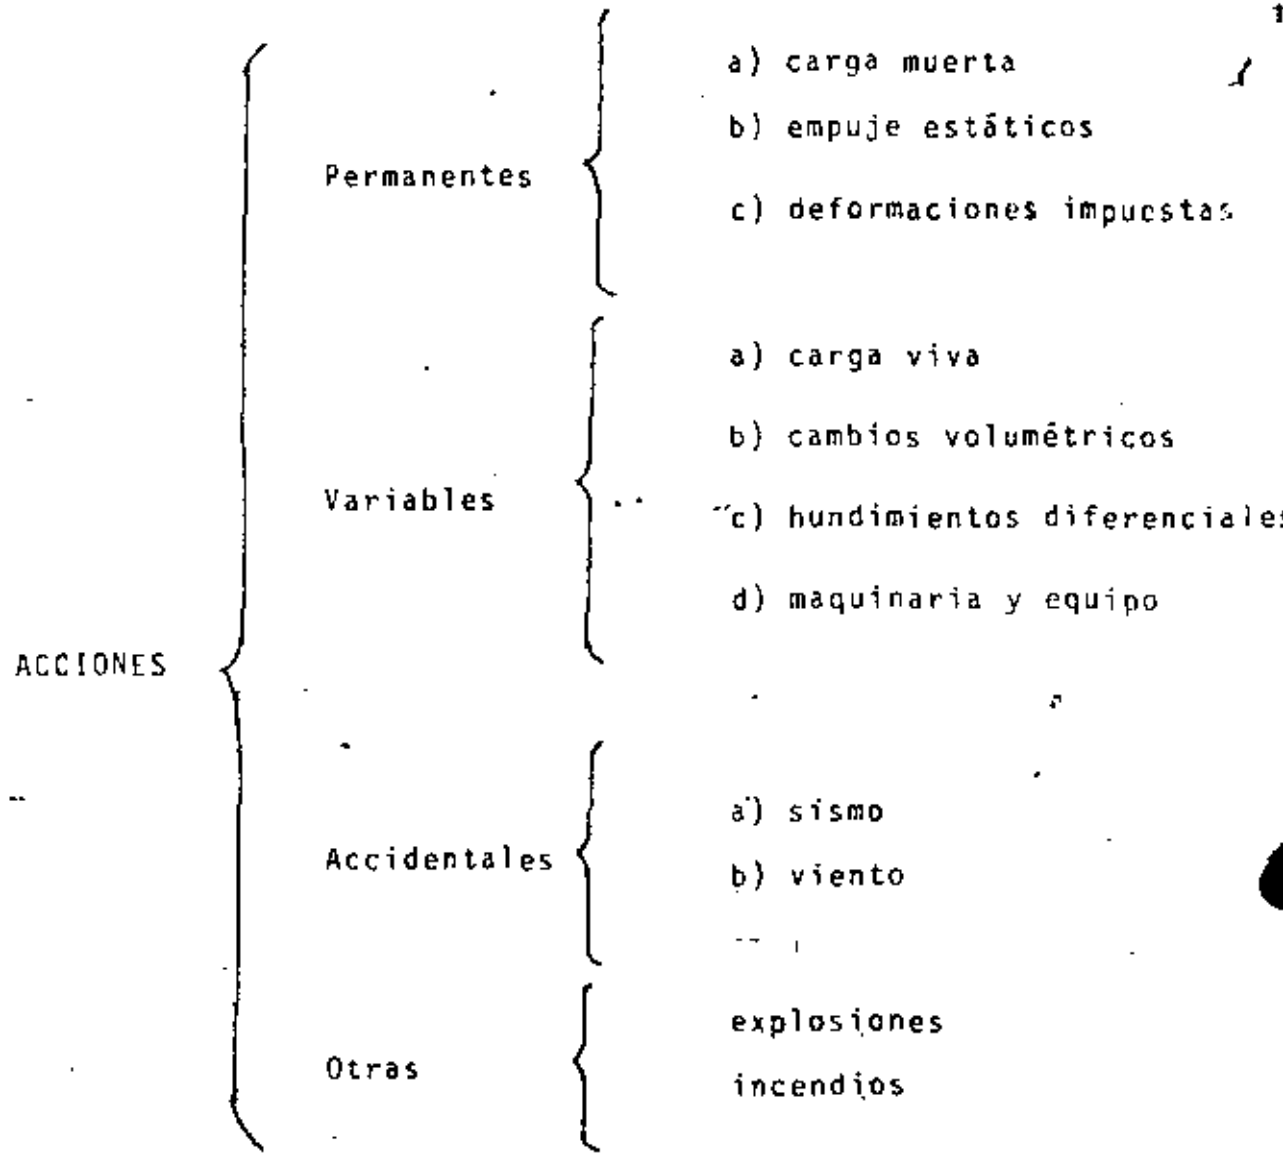 a) carga muerta
b) empuje estáticos
Permanentes
c) deformaciones impuestas
a) carga viva
b) cambios volumétricos
Variables
c) hundimientos diferenciales
d) maquinaria y equipo
ACCIONES
a) sismo
Accidentales
b) viento
explosiones
Otras
incendios